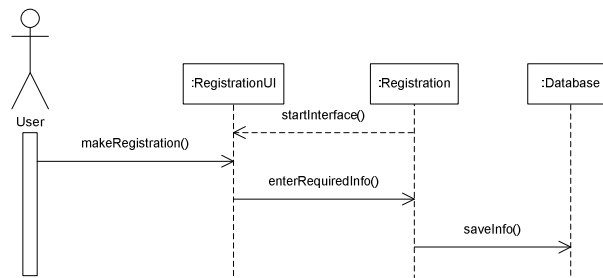 :RegistrationUI
:Registration
:Database
startInterface()
User
makeRegistration()
enterRequiredInfo()
saveInfo()